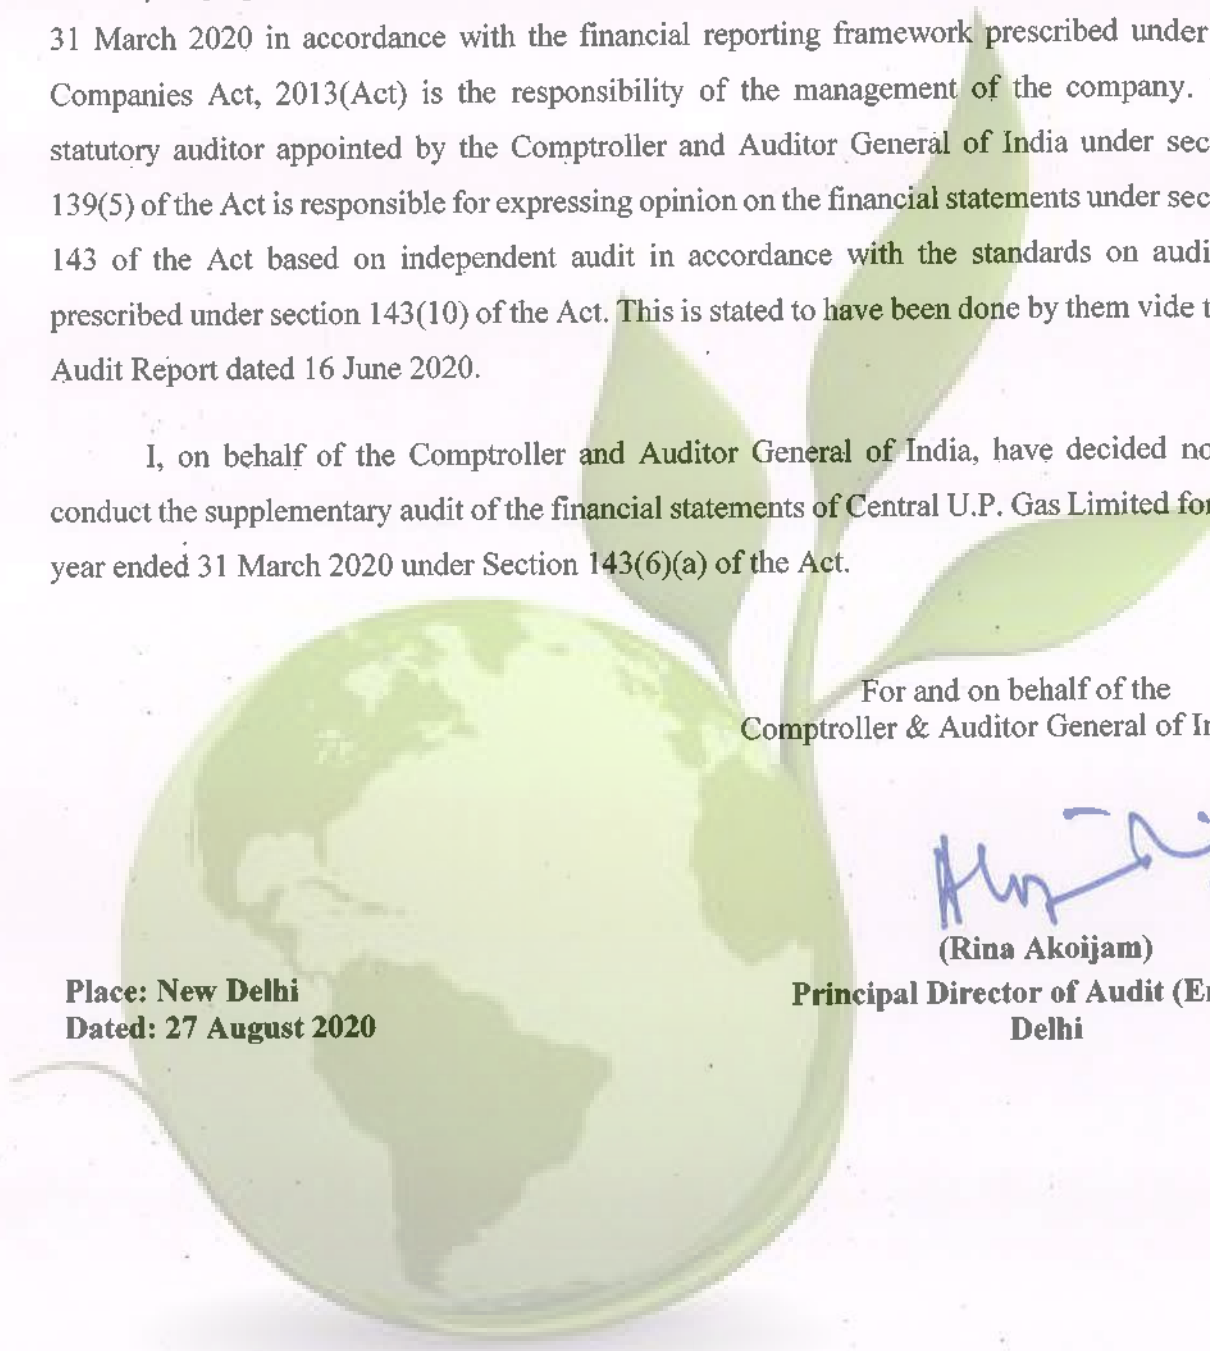 31 March 2020 in accordance with the financial reporting framework prescribed under
Companies Act, 2013(Act) is the responsibility of the management of the company.
statutory auditor appointed by the Comptroller and Auditor General of India under sec
139(5) of the Act is responsible for expressing opinion on the financial statements under sec
143 of the Act based on independent audit in accordance with the standards on audi
prescribed under section 143(10) of the Act. This is stated to have been done by them vide t
Audit Report dated 16 June 2020.
I, on behalf of the Comptroller and Auditor General of India, have decided no
conduct the supplementary audit of the financial statements of Central U.P. Gas Limited for
year ended 31 March 2020 under Section 143(6)(a) of the Act.
For and on behalf of the
Comptroller & Auditor General of In
(Rina Akoijam)
Place: New Delhi
Principal Director of Audit (En
Dated: 27 August 2020
Delhi